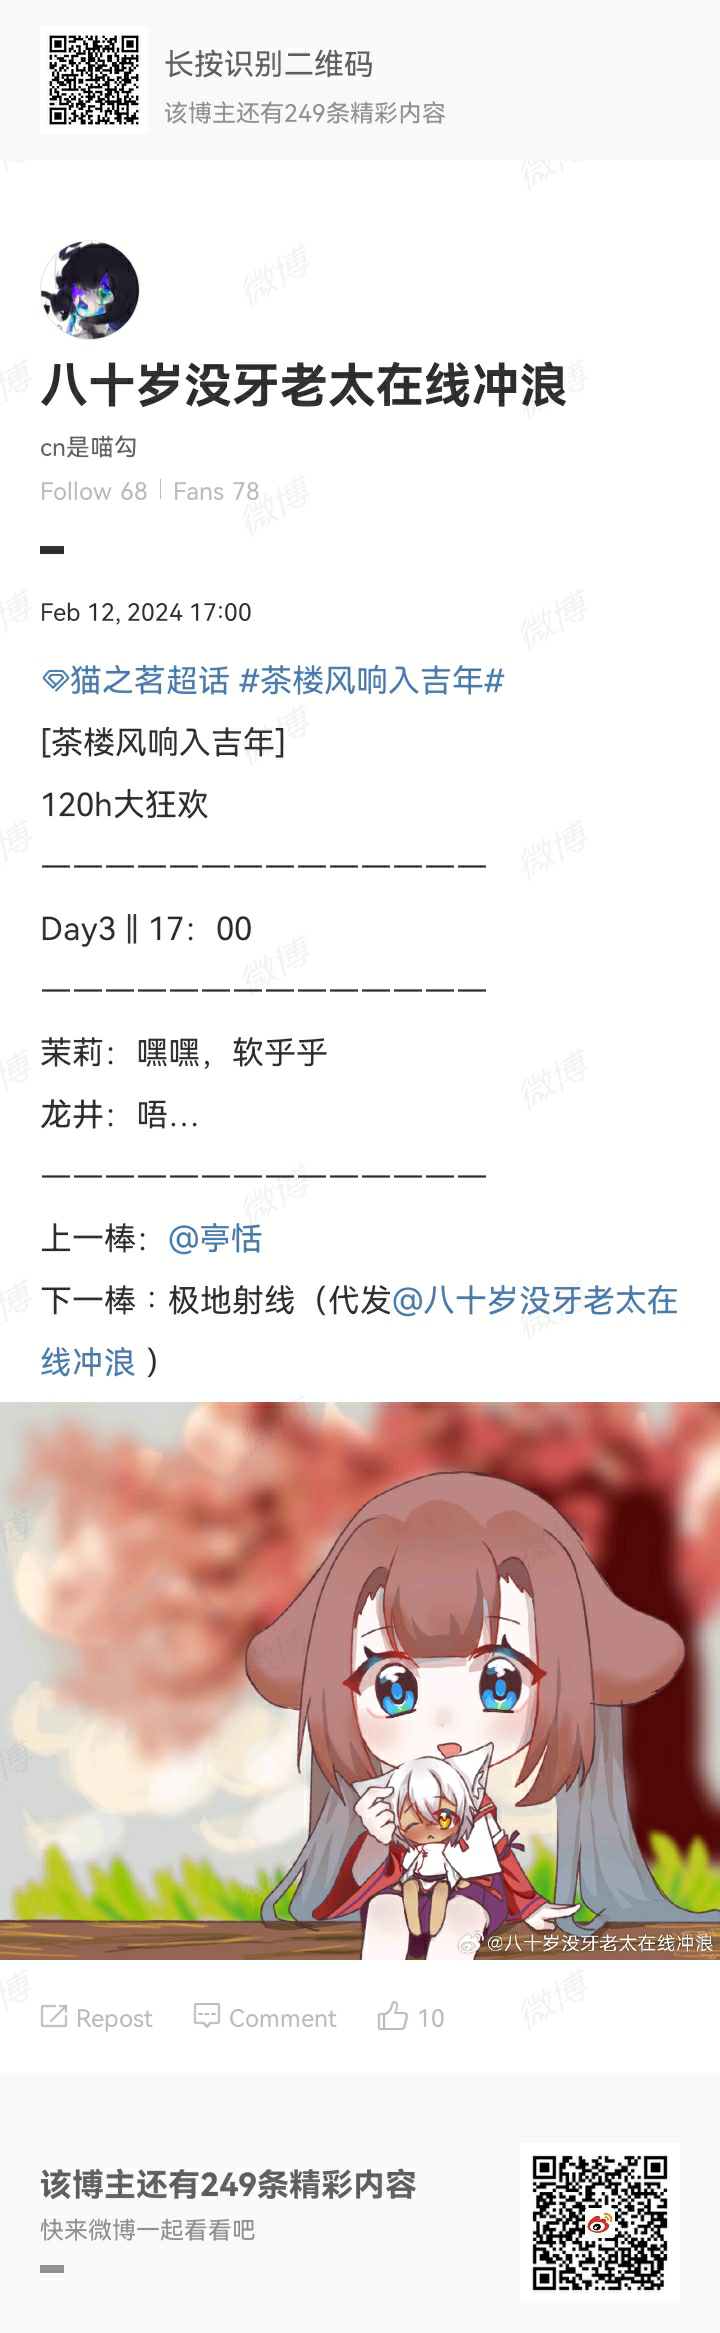 长按识别二维码
该博主还有249条精彩内容
八十岁没牙老太在线冲浪
cn是喵勾
Follow 68 | Fans 78
Feb 12, 2024 17:00
猫之茗超话 #茶楼风响入吉年#
[茶楼风响入吉年]
120h大狂欢
——————————————
Day3 ‖ 17：00
——————————————
茉莉：嘿嘿，软乎乎
龙井：唔…
——————————————
上一棒：@亭恬
下一棒：极地射线（代发@八十岁没牙老太在
线冲浪 ）
@八十岁没牙老太在线冲浪
Repost Comment 10
该博主还有249条精彩内容
快来微博一起看看吧
微博